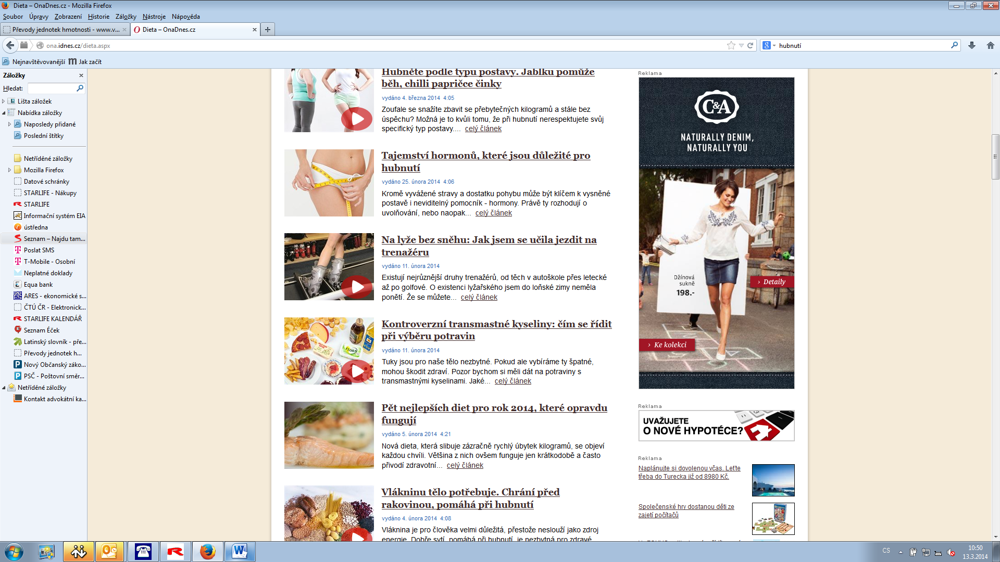 Dieta – OnaDnes.cz - Mozilla Firefox
Soubor Úpravy Zobrazení Historie Záložky Nástroje Nápověda
Převody jednotek hmotnosti - www.v...
Dieta – OnaDnes.cz
ona.idnes.cz/dieta.aspx
hubnutí
Nejnavštěvovanější
Jak začít
Záložky
Hledat:
Lišta záložek
Nabídka záložky
Naposledy přidané
Poslední štítky
Netříděné záložky
Mozilla Firefox
Datové schránky
STARLIFE - Nákupy
STARLIFE
Informační systém EIA
ústředna
Seznam – Najdu tam...
Poslat SMS
T-Mobile - Osobní
Neplatné doklady
Equa bank
ARES - ekonomické s...
ČTÚ ČR - Elektronick...
STARLIFE KALENDÁŘ
Seznam Éček
Latinský slovník - pře...
Převody jednotek h...
Nový Občanský záko...
PSČ - Poštovní směr...
Netříděné záložky
Kontakt advokátní ka...
Hubněte podle typu postavy. Jablku pomůže
běh, chilli papričce činky
vydáno 4. března 2014 4:05
Zoufale se snažíte zbavit se přebytečných kilogramů a stále bez
úspěchu? Možná je to kvůli tomu, že při hubnutí nerespektujete svůj
specifický typ postavy.... celý článek
Tajemství hormonů, které jsou důležité pro
hubnutí
vydáno 25. února 2014 4:06
Kromě vyvážené stravy a dostatku pohybu může být klíčem k vysněné
postavě i neviditelný pomocník - hormony. Právě ty rozhodují o
uvolňování, nebo naopak... celý článek
Na lyže bez sněhu: Jak jsem se učila jezdit na
trenažéru
vydáno 11. února 2014
Existují nejrůznější druhy trenažérů, od těch v autoškole přes letecké
až po golfové. O existenci lyžařského jsem do loňské zimy neměla
ponětí. Že se můžete... celý článek
Kontroverzní transmastné kyseliny: čím se řídit
při výběru potravin
vydáno 11. února 2014
Tuky jsou pro naše tělo nezbytné. Pokud ale vybíráme ty špatné,
mohou škodit zdraví. Pozor bychom si měli dát na potraviny s
transmastnými kyselinami. Jaké... celý článek
FLORA
Pět nejlepších diet pro rok 2014, které opravdu
fungují
vydáno 5. února 2014 4:21
Nová dieta, která slibuje zázračně rychlý úbytek kilogramů, se objeví
každou chvíli. Většina z nich ovšem funguje jen krátkodobě a často
přivodí zdravotní... celý článek
Vlákninu tělo potřebuje. Chrání před
rakovinou, pomáhá při hubnutí
vydáno 4. února 2014 4:08
Vláknina je pro člověka velmi důležitá, přestože neslouží jako zdroj
energie. Dobře sytí, pomáhá při hubnutí, je nezbytná pro zdravé
Reklama
C&A
NATURALLY DENIM,
NATURALLY YOU
Džínová
sukně
198.-
› Detaily
› Ke kolekci
Reklama
UVAŽUJETE
O NOVÉ HYPOTÉCE?
Reklama
Naplánujte si dovolenou včas. Leťte
třeba do Turecka již od 8980 Kč.
Společenské hry dostanou děti ze
zajetí počítačů
CS
10:50
13.3.2014